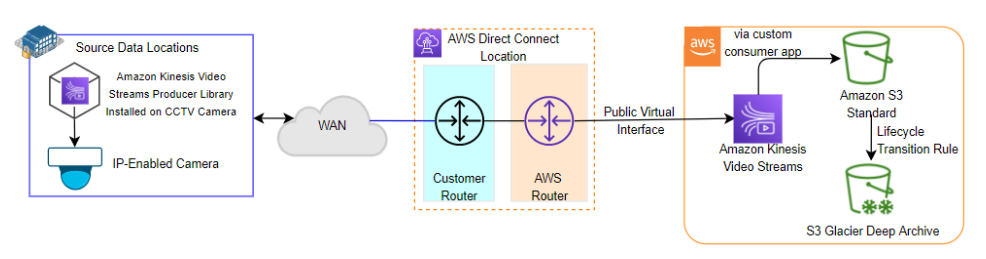 Source Data Locations
Amazon Kinesis Video
Streams Producer Library
Installed on CCTV Camera
IP-Enabled Camera
WAN
AWS Direct Connect
Location
Customer
Router
AWS
Router
Public Virtual
Interface
aws
via custom
consumer app
Amazon Kinesis
Video Streams
Amazon S3
Standard
Lifecycle
Transition Rule
S3 Glacier Deep Archive